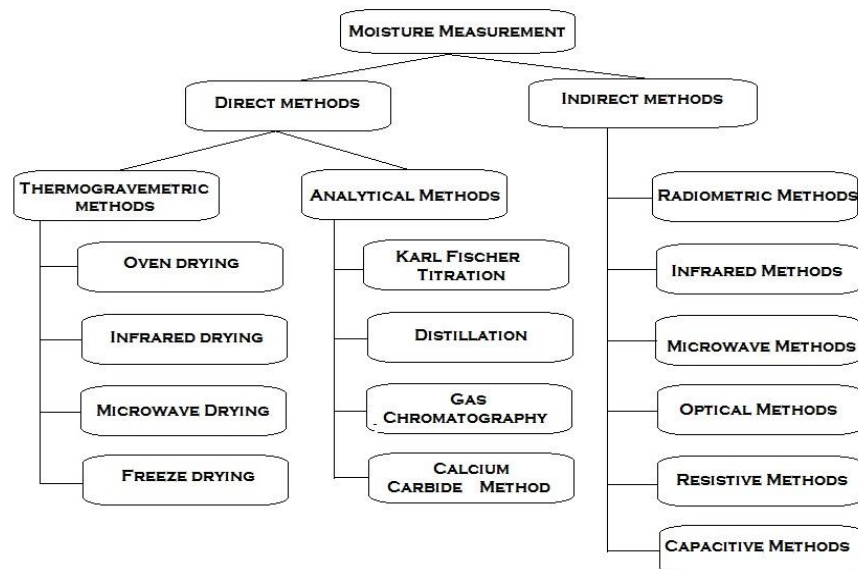 Moisture Measurement
Direct methods
Indirect methods
Thermogravemetric
methods
Analytical Methods
Radiometric Methods
Oven drying
Karl Fischer
Titration
Infrared Methods
Infrared drying
Distillation
Microwave Methods
Microwave Drying
Gas
Chromatography
Optical Methods
Freeze drying
Calcium
Carbide Method
Resistive Methods
Capacitive Methods